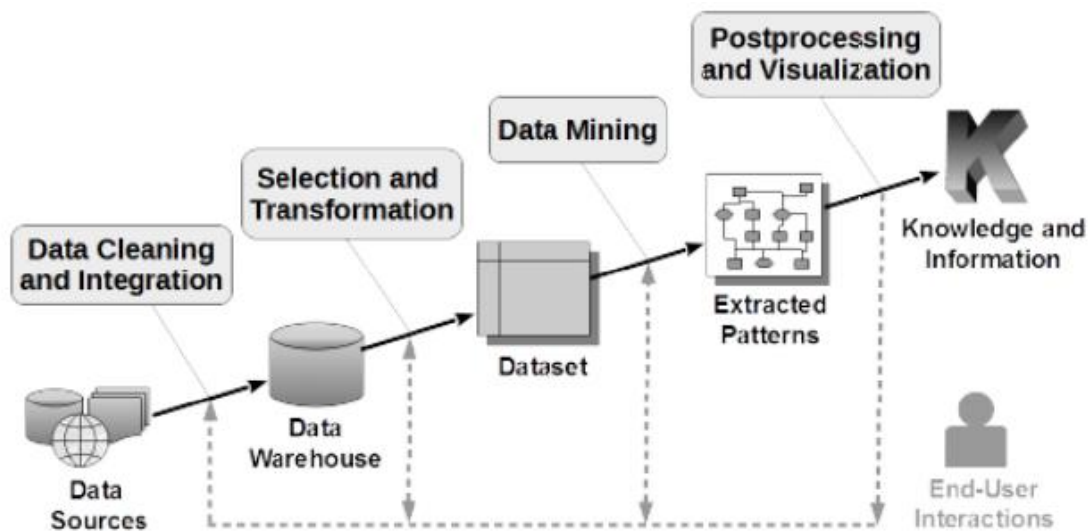 Postprocessing
and Visualization
Data Mining
Selection and
Transformation
Data Cleaning
and Integration
Knowledge and
Information
Extracted
Patterns
Dataset
Data
Warehouse
Data
Sources
End-User
Interactions